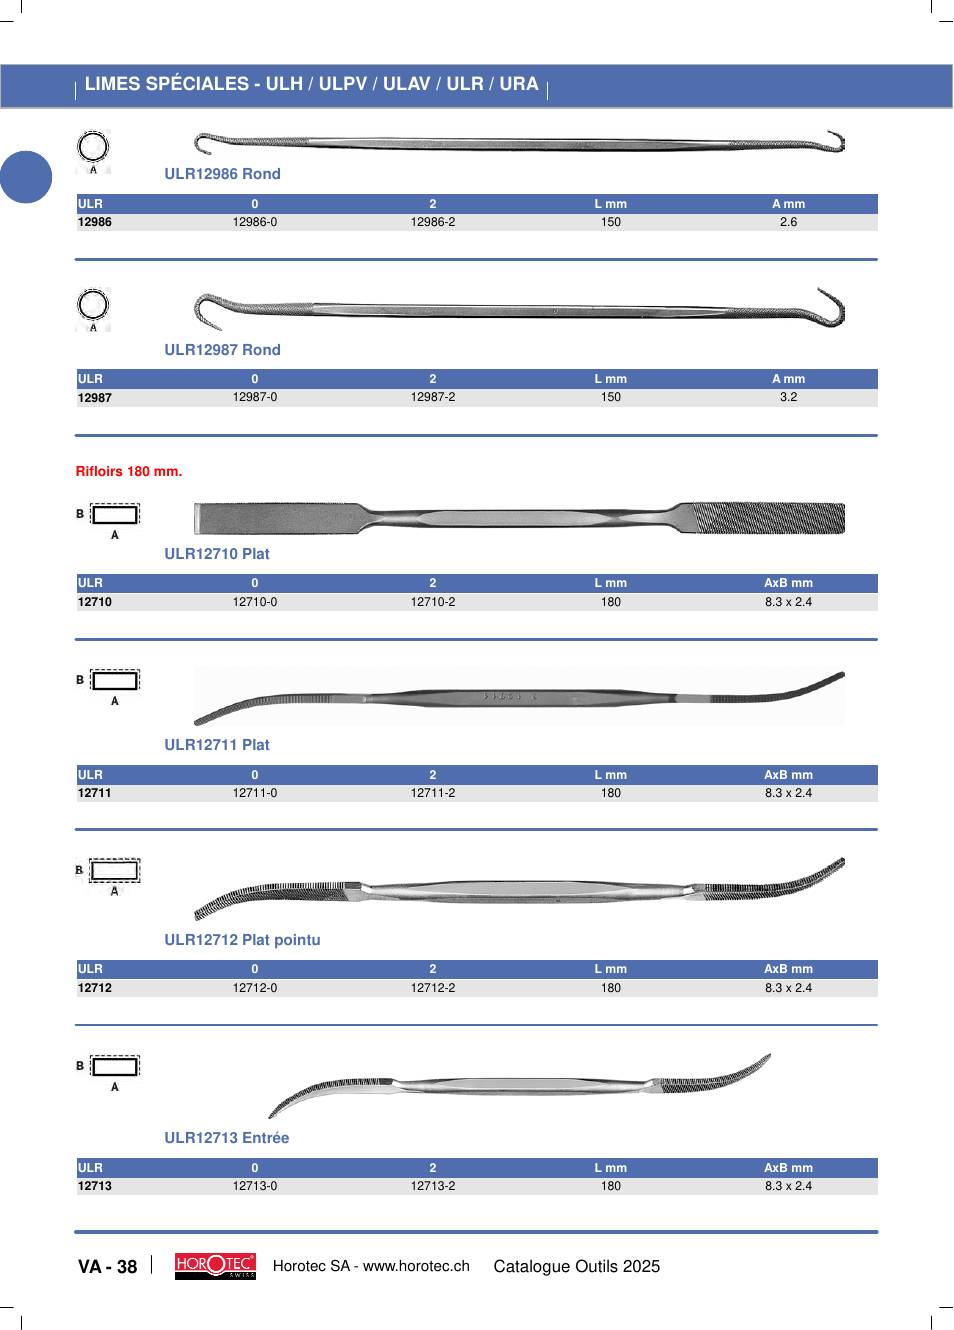 LIMES SPÉCIALES - ULH / ULPV / ULAV / ULR / URA
A
ULR12986 Rond
ULR 0 2 L mm A mm
12986 12986-0 12986-2 150 2.6
A
ULR12987 Rond
ULR 0 2 L mm A mm
12987 12987-0 12987-2 150 3.2
Rifloirs 180 mm.
B
A
ULR12710 Plat
ULR 0 2 L mm AxB mm
12710 12710-0 12710-2 180 8.3 x 2.4
B
A
ULR12711 Plat
ULR 0 2 L mm AxB mm
12711 12711-0 12711-2 180 8.3 x 2.4
B
A
ULR12712 Plat pointu
ULR 0 2 L mm AxB mm
12712 12712-0 12712-2 180 8.3 x 2.4
B
A
ULR12713 Entrée
ULR 0 2 L mm AxB mm
12713 12713-0 12713-2 180 8.3 x 2.4
VA - 38 HOROTEC® SWISS Horotec SA - www.horotec.ch Catalogue Outils 2025